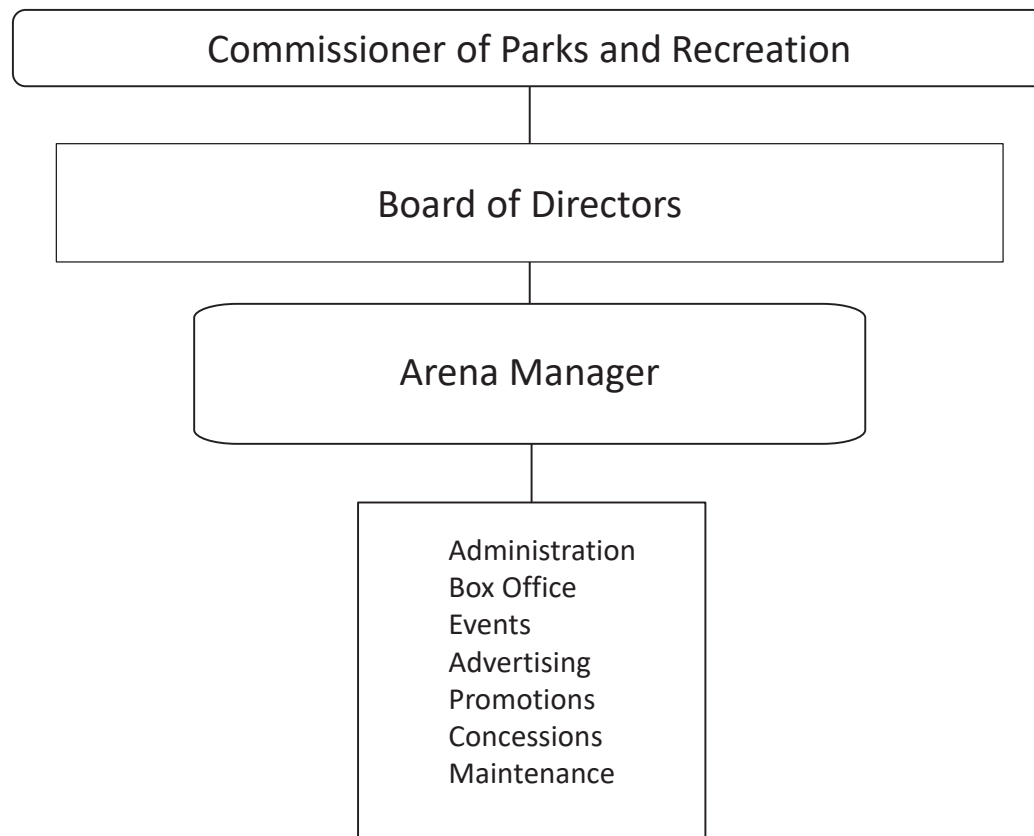 Commissioner of Parks and Recreation
Board of Directors
Arena Manager
Administration
Box Office
Events
Advertising
Promotions
Concessions
Maintenance